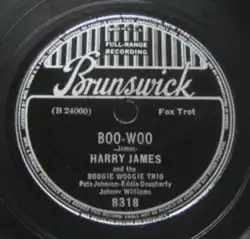 FULL-RANGE
RECORDING
Brunswick
(B 24060)
Fox Trot
BOO-WOO
-James-
HARRY JAMES
and the
BOOGIE WOOGIE TRIO
Pete Johnson-Eddie Dougherty
Johnny Williams
8318